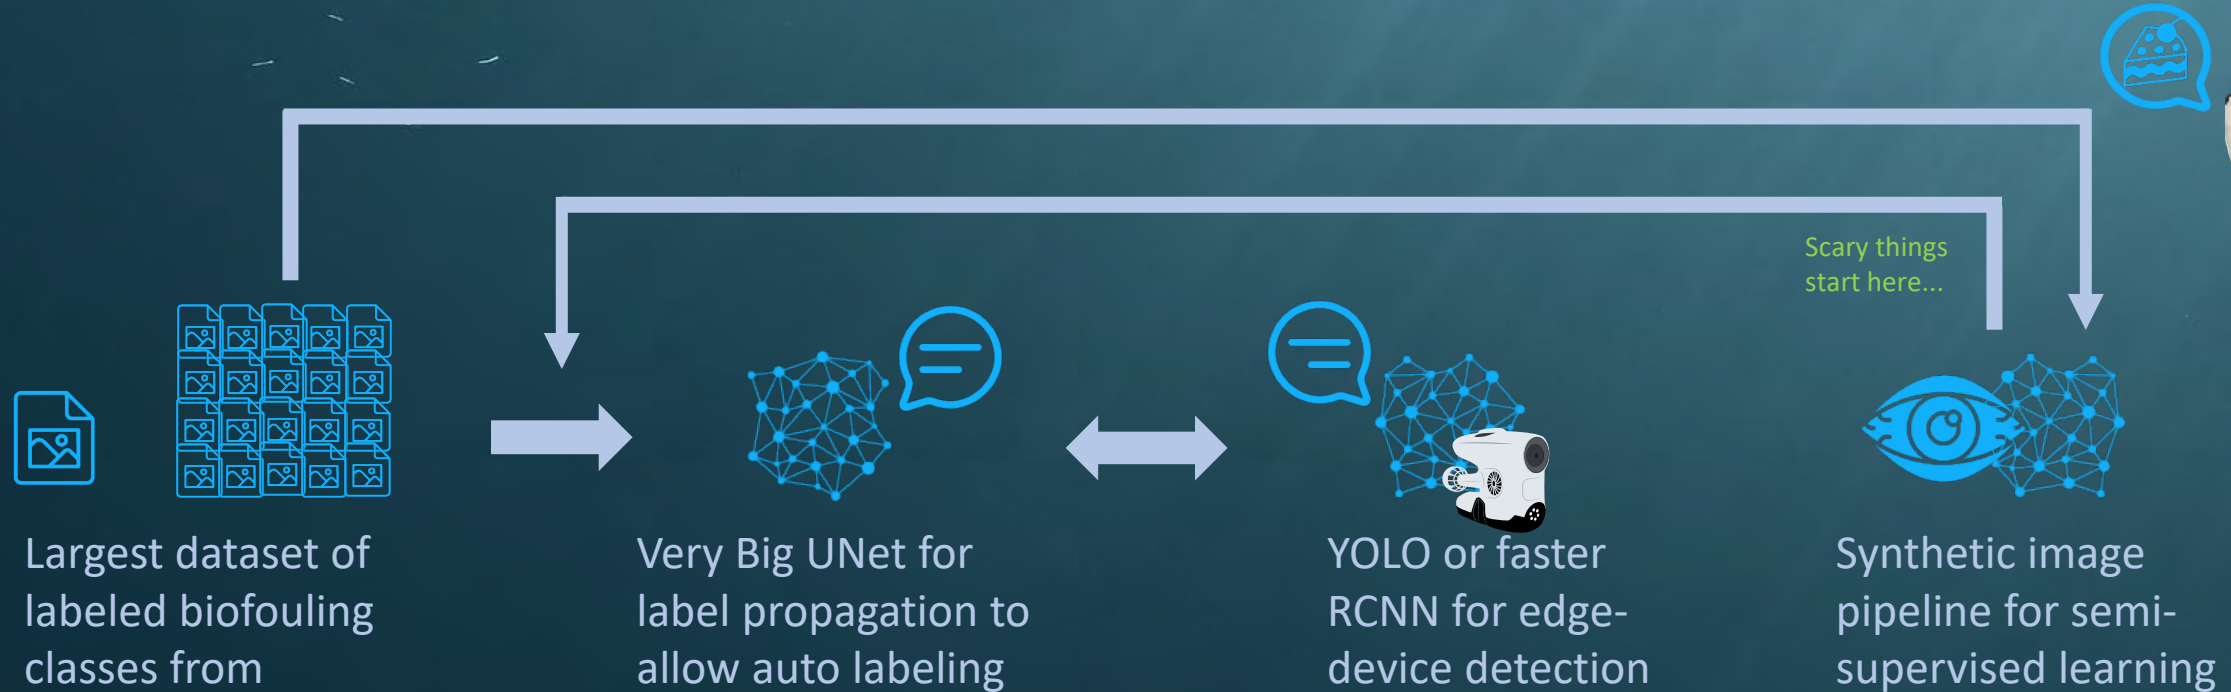 Scary things
start here...
Largest dataset of
labeled biofouling
classes from
Very Big UNet for
label propagation to
allow auto labeling
YOLO or faster
RCNN for edge-
device detection
Synthetic image
pipeline for semi-
supervised learning